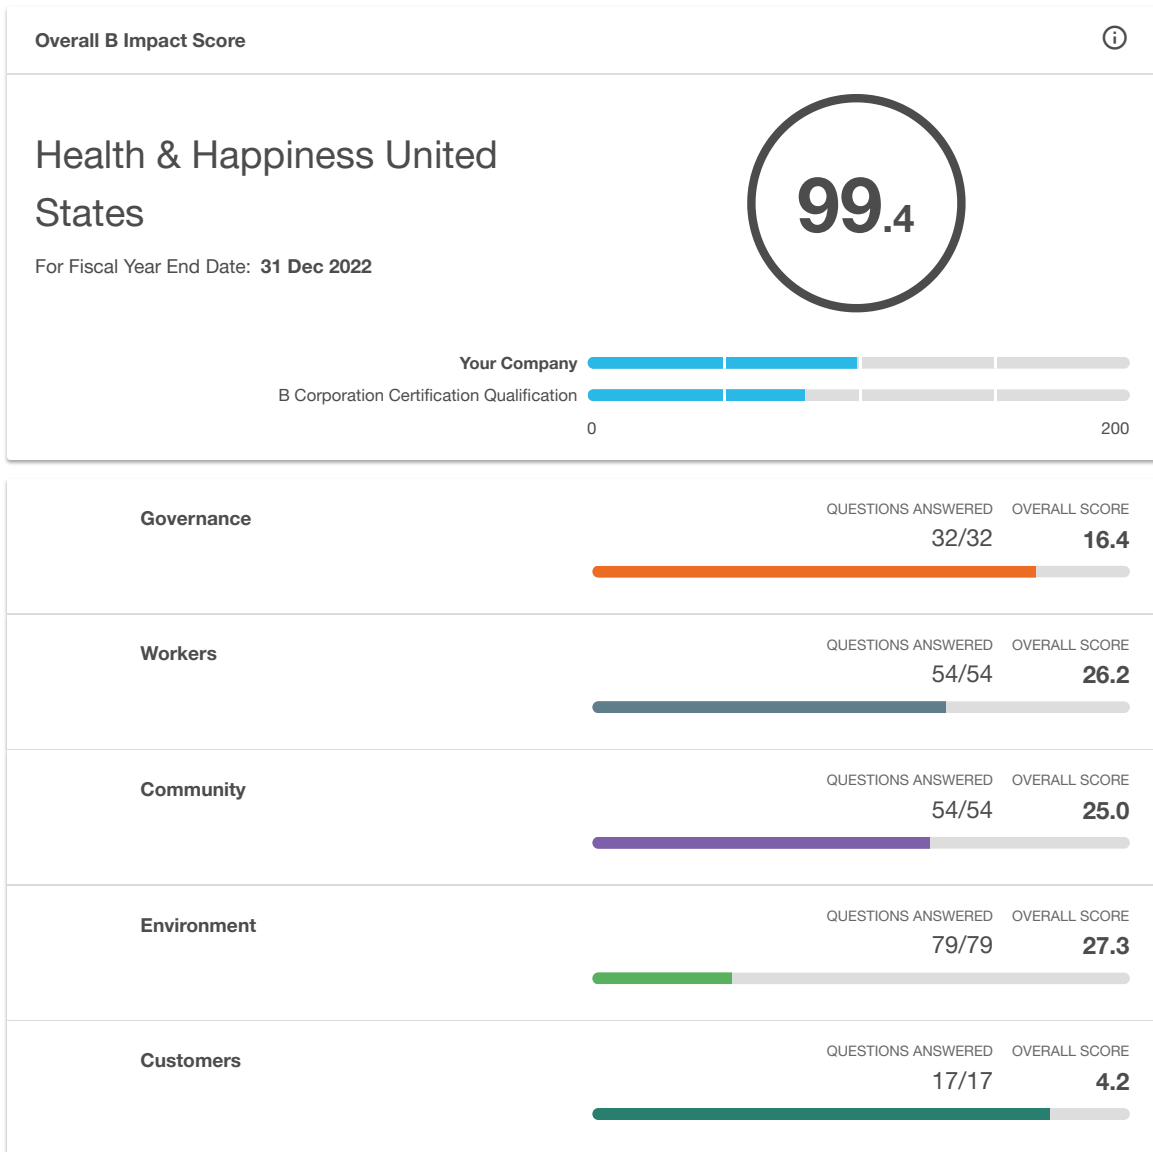 Overall B Impact Score
Health & Happiness United
States
For Fiscal Year End Date: 31 Dec 2022
99.4
Your Company
B Corporation Certification Qualification
0 200
Governance
QUESTIONS ANSWERED OVERALL SCORE
32/32 16.4
Workers
QUESTIONS ANSWERED OVERALL SCORE
54/54 26.2
Community
QUESTIONS ANSWERED OVERALL SCORE
54/54 25.0
Environment
QUESTIONS ANSWERED OVERALL SCORE
79/79 27.3
Customers
QUESTIONS ANSWERED OVERALL SCORE
17/17 4.2